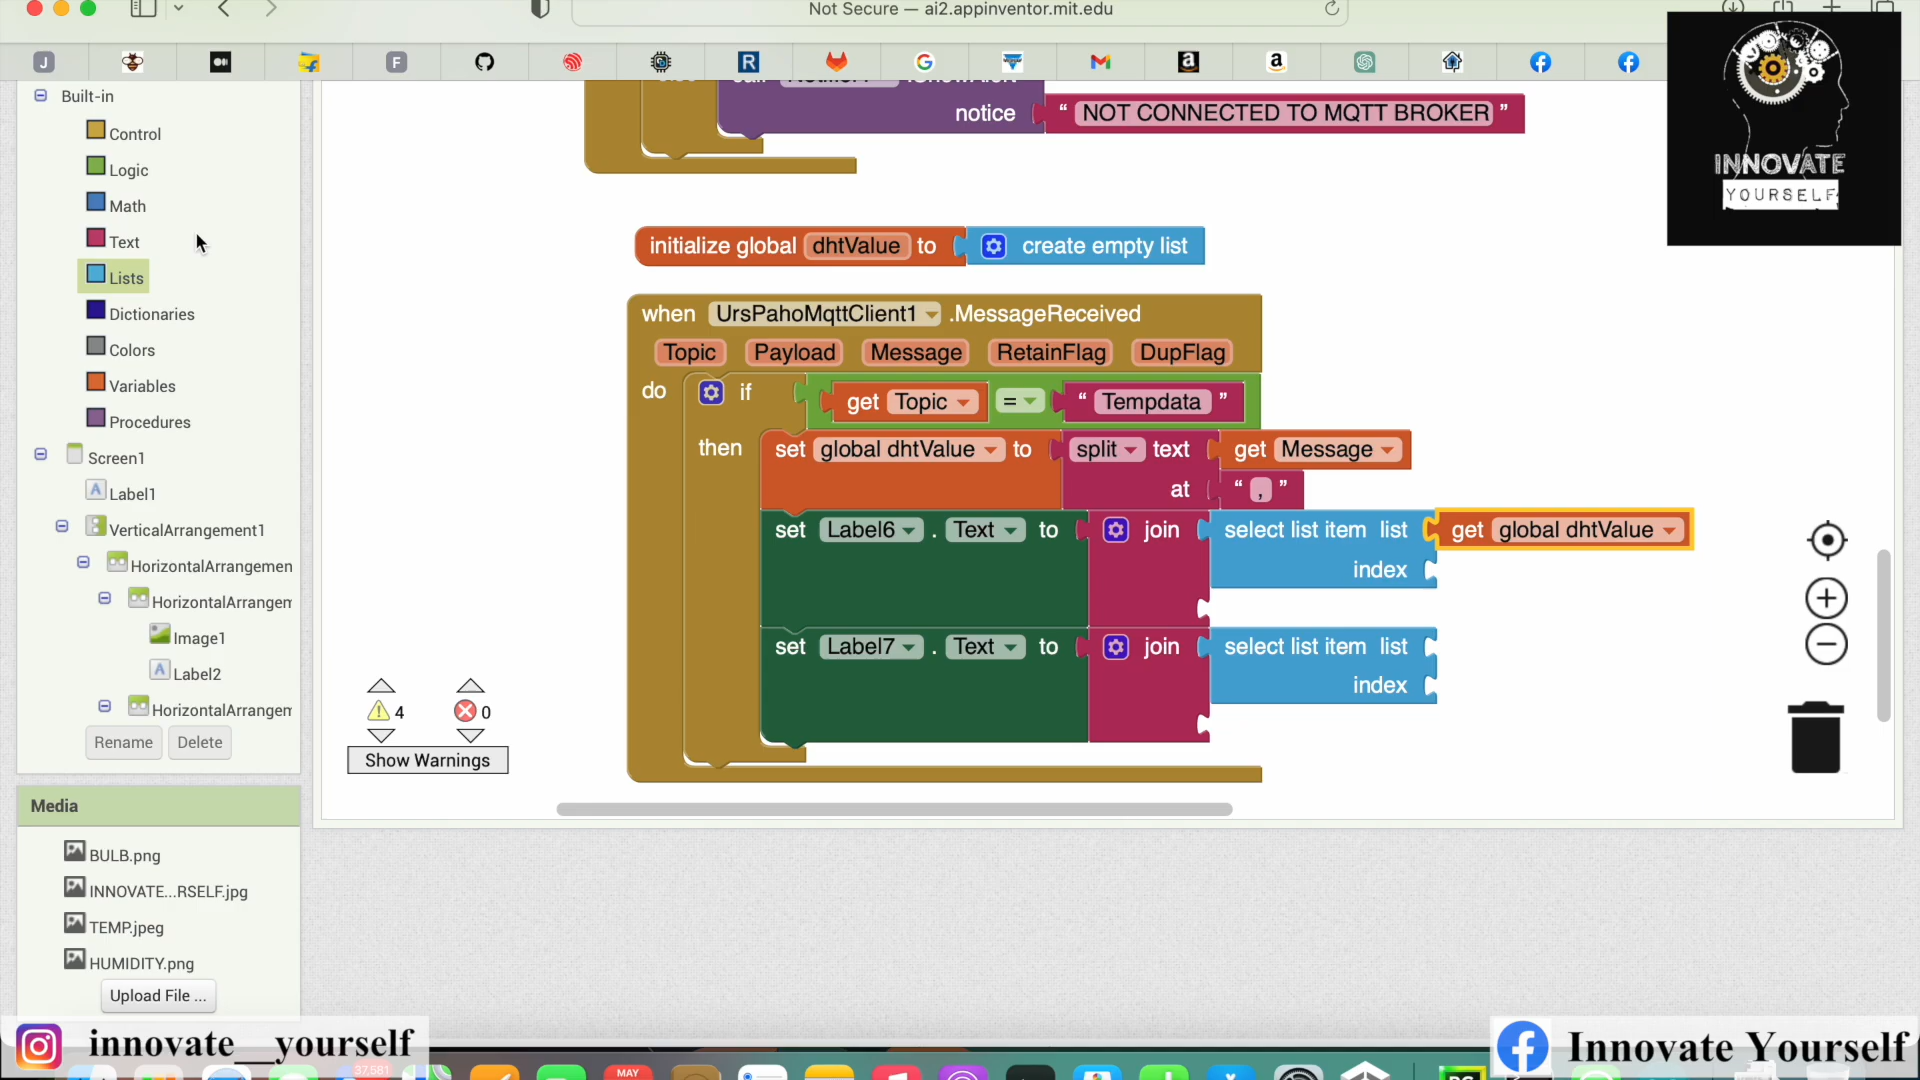 Not Secure — ai2.appinventor.mit.edu
J
F
R
G
a
a
Built-in
Control
Logic
Math
Text
Lists
Dictionaries
Colors
Variables
Procedures
Screen1
A Label1
VerticalArrangement1
HorizontalArrangemen
HorizontalArrangem
Image1
A Label2
HorizontalArrangem
Rename Delete
Media
BULB.png
INNOVATE...RSELF.jpg
TEMP.jpeg
HUMIDITY.png
Upload File ...
notice “ NOT CONNECTED TO MQTT BROKER ”
initialize global dhtValue to create empty list
when UrsPahoMqttClient1 .MessageReceived
Topic Payload Message RetainFlag DupFlag
do if get Topic = “ Tempdata ”
then set global dhtValue to split text get Message
at “ , ”
set Label6 . Text to join select list item list get global dhtValue
index
set Label7 . Text to join select list item list
index
4 0
Show Warnings
INNOVATE
YOURSELF
innovate__yourself
Innovate Yourself
37,581
MAY